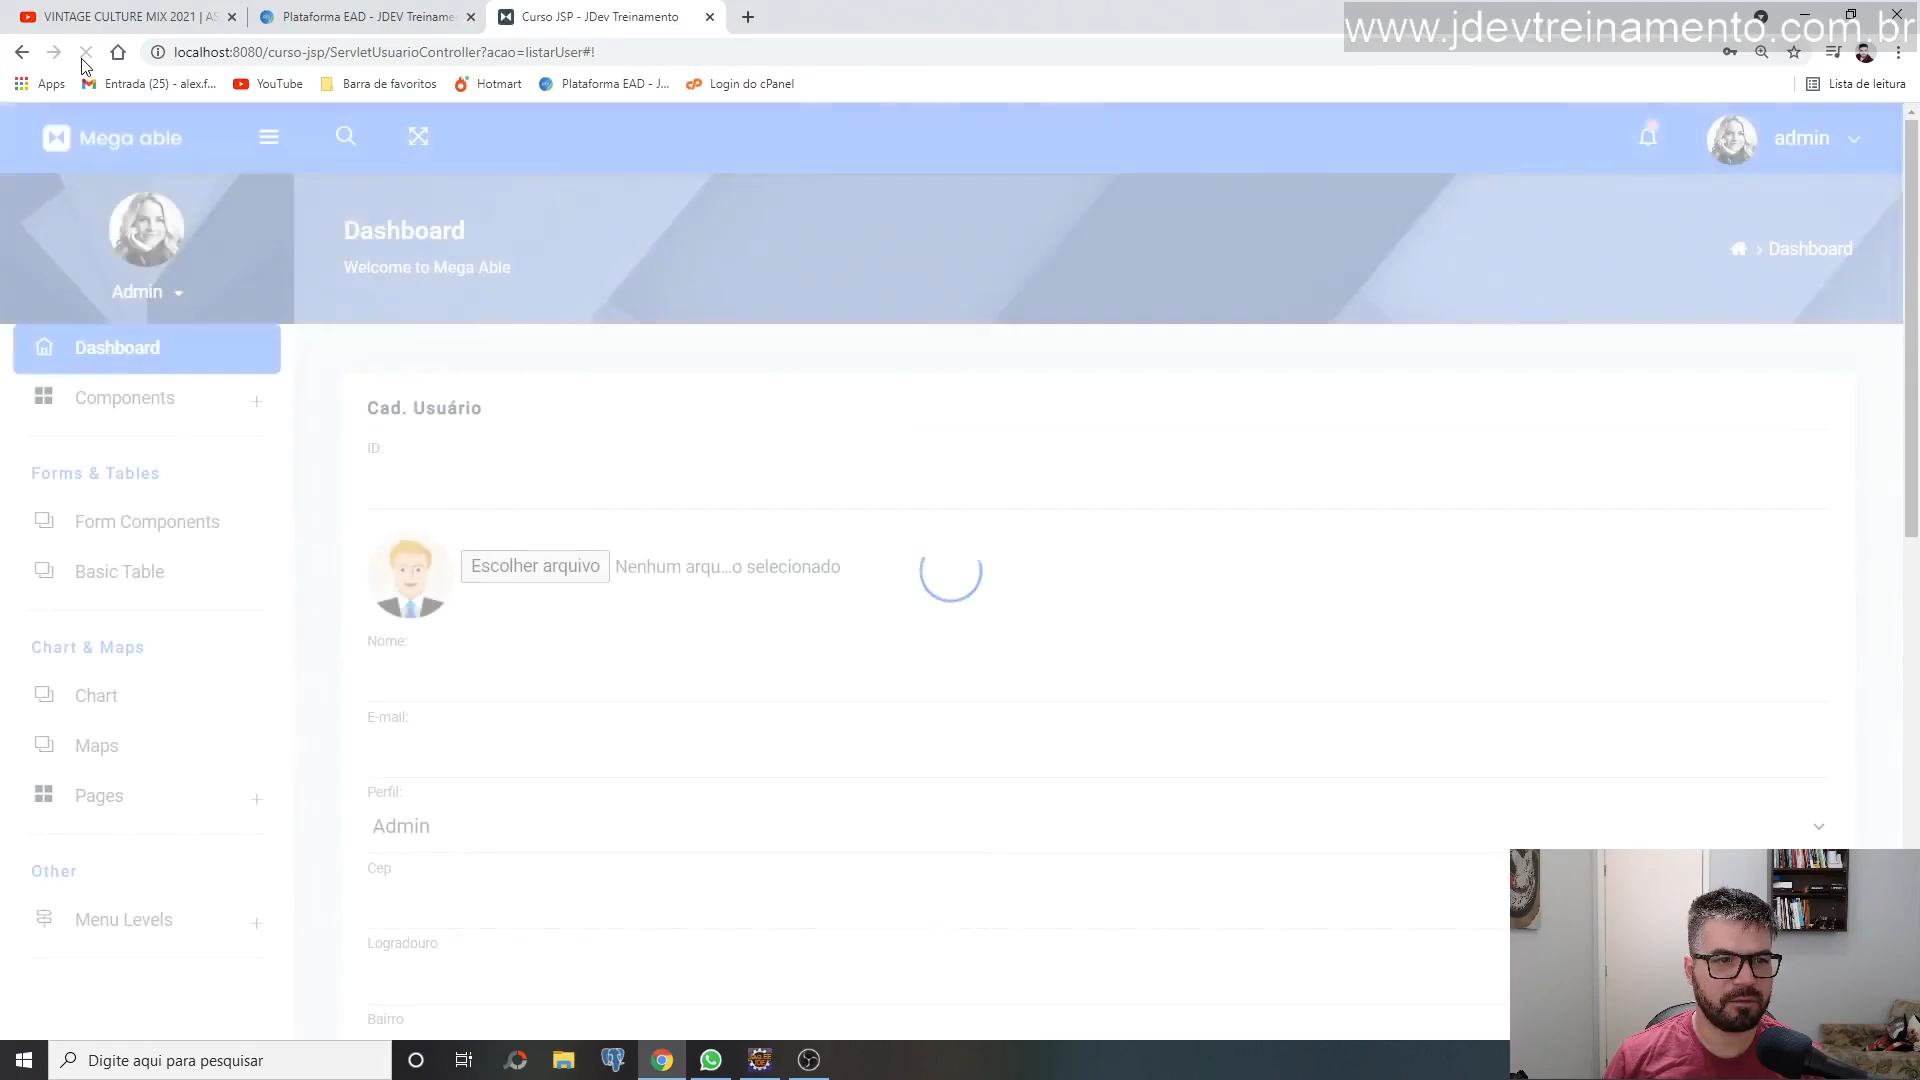 VINTAGE CULTURE MIX 2021 | AS
Plataforma EAD - JDEV Treinamen
Curso JSP - JDev Treinamento
www.jdevtreinamento.com.br
localhost:8080/curso-jsp/ServletUsuarioController?acao=listarUser#!
Apps
Entrada (25) - alex.f...
YouTube
Barra de favoritos
Hotmart
Plataforma EAD - J...
Login do cPanel
Lista de leitura
Mega able
admin
Dashboard
Welcome to Mega Able
> Dashboard
Admin
Dashboard
Components
Forms & Tables
Form Components
Basic Table
Chart & Maps
Chart
Maps
Pages
Other
Menu Levels
Cad. Usuário
ID:
Escolher arquivo Nenhum arqu...o selecionado
Nome:
E-mail:
Perfil:
Admin
Cep
Logradouro
Bairro
Digite aqui para pesquisar